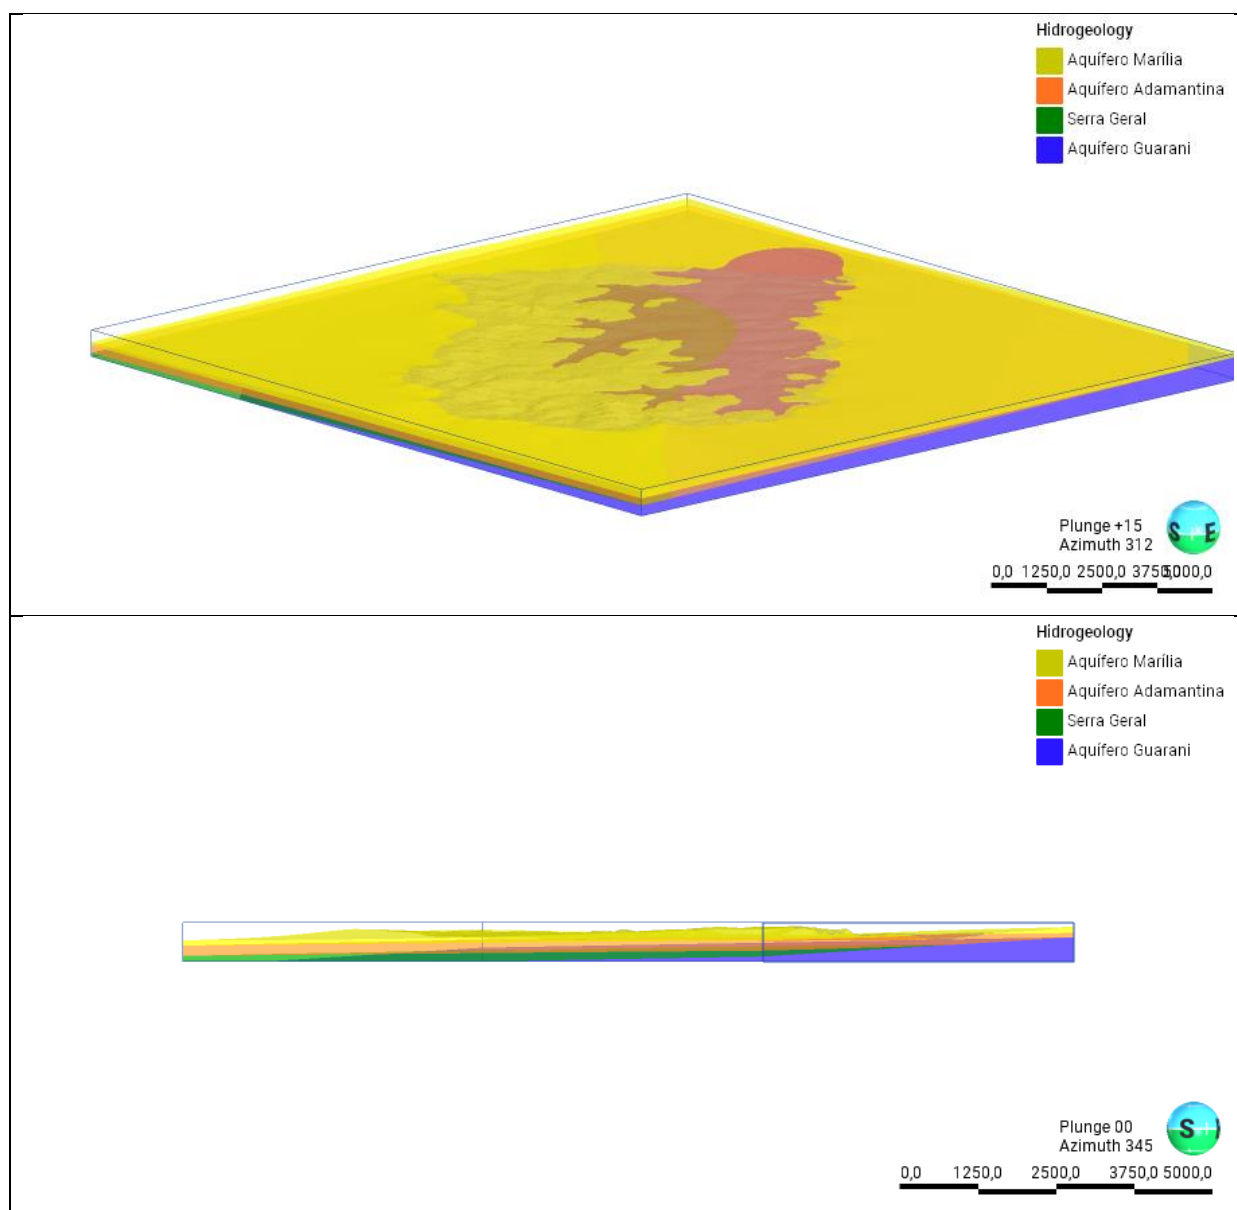 Hidrogeology
Aquífero Marília
Aquífero Adamantina
Serra Geral
Aquífero Guarani
Plunge +15
Azimuth 312
S E
0,0 1250,0 2500,0 3750,0 5000,0
Hidrogeology
Aquífero Marília
Aquífero Adamantina
Serra Geral
Aquífero Guarani
Plunge 00
Azimuth 345
S
0,0 1250,0 2500,0 3750,0 5000,0